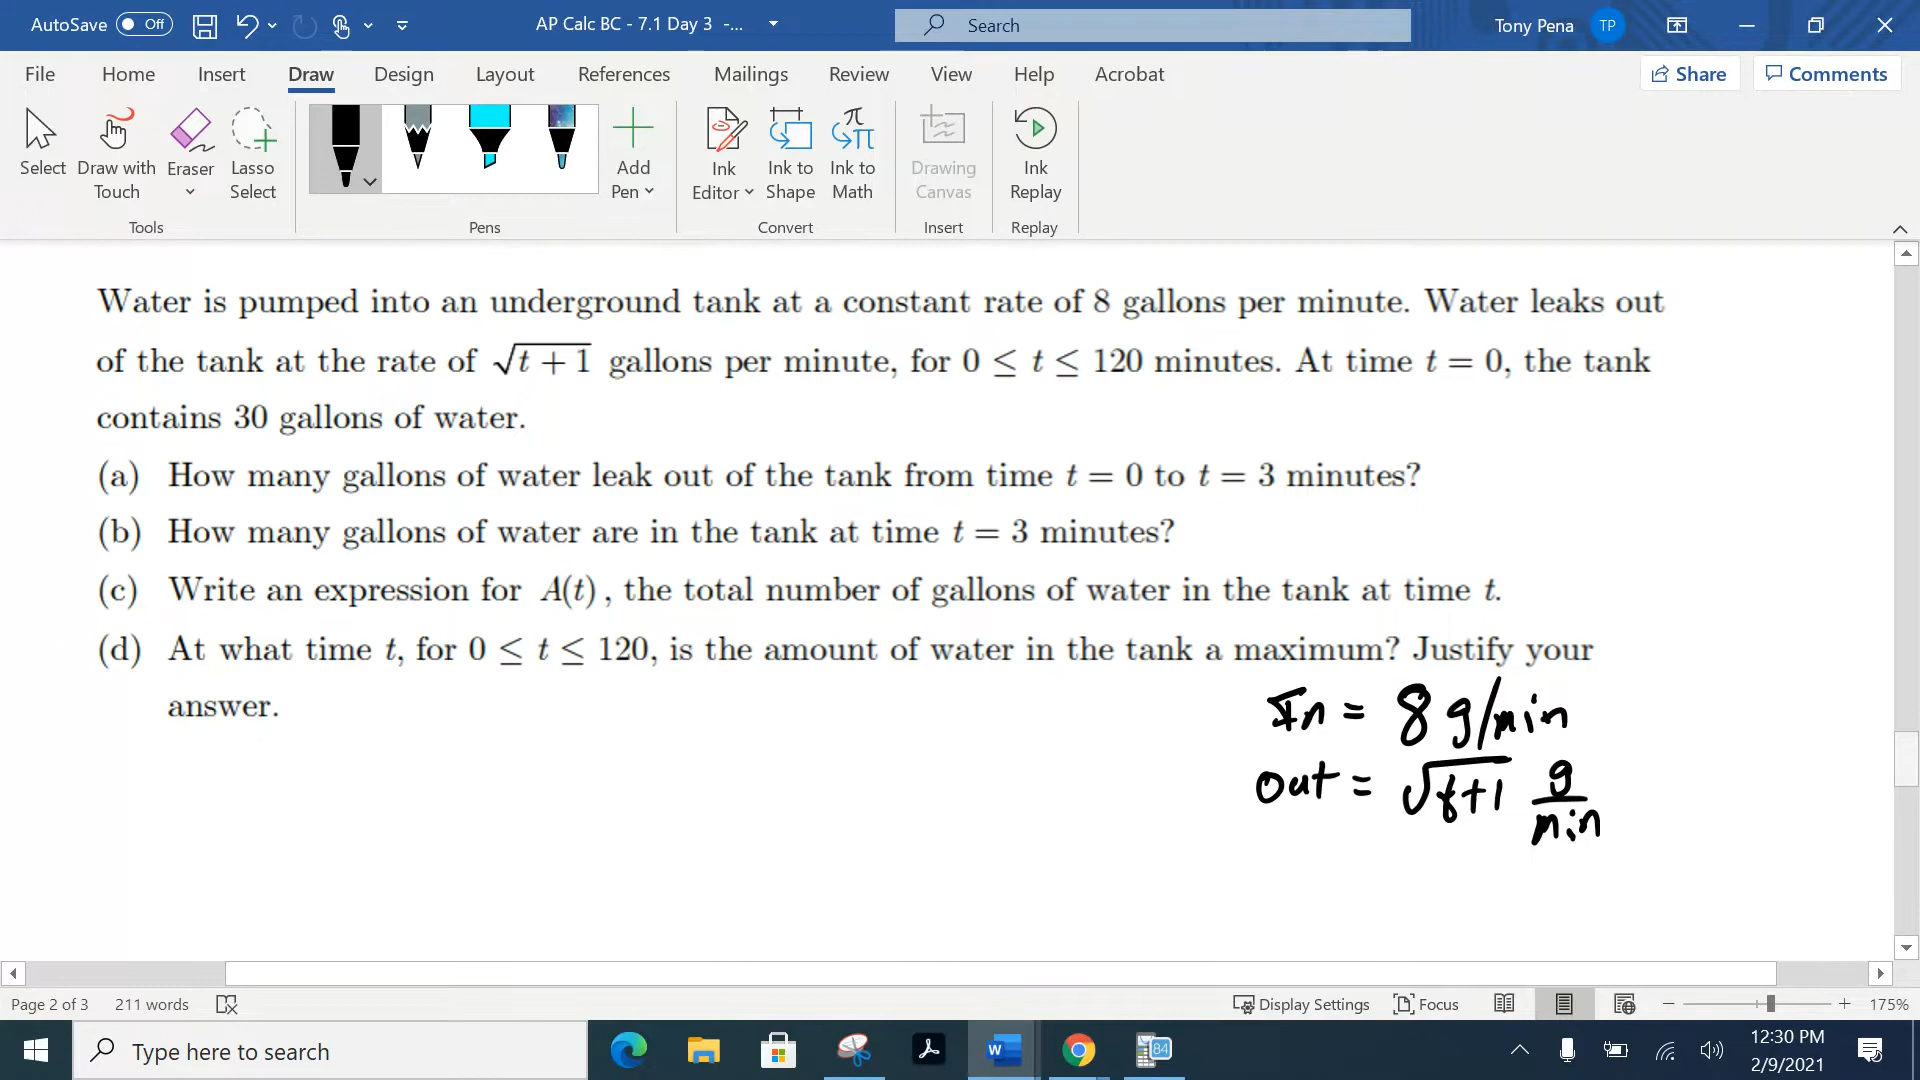 AutoSave Off AP Calc BC - 7.1 Day 3 -... Search Tony Pena TP
File Home Insert Draw Design Layout References Mailings Review View Help Acrobat Share Comments
Select Draw with Touch Eraser Lasso Select Add Pen Ink Editor Ink to Shape Ink to Math Drawing Canvas Ink Replay
Tools Pens Convert Insert Replay
Water is pumped into an underground tank at a constant rate of 8 gallons per minute. Water leaks out
of the tank at the rate of √t + 1 gallons per minute, for 0 ≤ t ≤ 120 minutes. At time t = 0, the tank
contains 30 gallons of water.
(a) How many gallons of water leak out of the tank from time t = 0 to t = 3 minutes?
(b) How many gallons of water are in the tank at time t = 3 minutes?
(c) Write an expression for A(t), the total number of gallons of water in the tank at time t.
(d) At what time t, for 0 ≤ t ≤ 120, is the amount of water in the tank a maximum? Justify your
answer.
In = 8 g/min
out = √t+1 g/min
Page 2 of 3 211 words Display Settings Focus 175%
Type here to search W 84 12:30 PM
2/9/2021